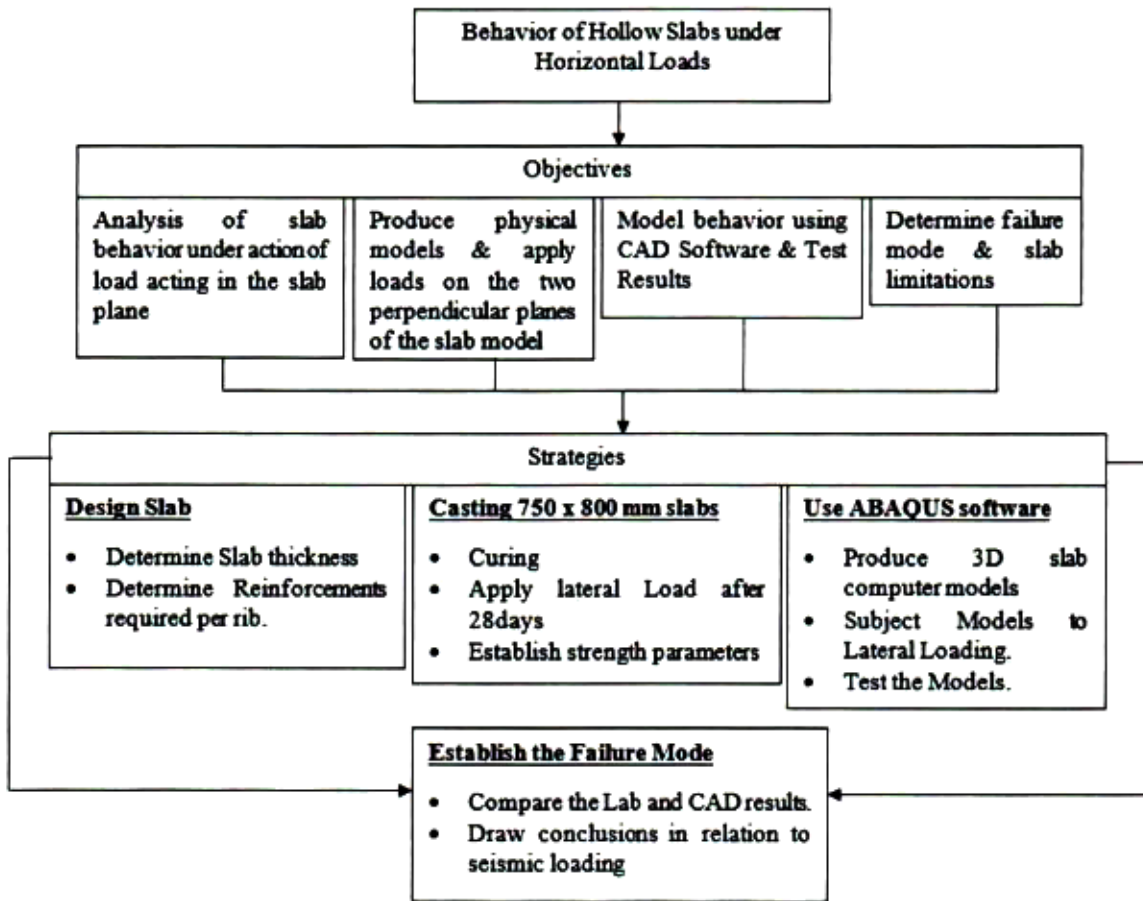 Behavior of Hollow Slabs under
Horizontal Loads
Objectives
Analysis of slab
behavior under action of
load acting in the slab
plane
Produce physical
models & apply
loads on the two
perpendicular planes
of the slab model
Model behavior using
CAD Software & Test
Results
Determine failure
mode & slab
limitations
Strategies
Design Slab
• Determine Slab thickness
• Determine Reinforcements
required per rib.
Casting 750 x 800 mm slabs
• Curing
• Apply lateral Load after
28days
• Establish strength parameters
Use ABAQUS software
• Produce 3D slab
computer models
• Subject Models to
Lateral Loading.
• Test the Models.
Establish the Failure Mode
• Compare the Lab and CAD results.
• Draw conclusions in relation to
seismic loading